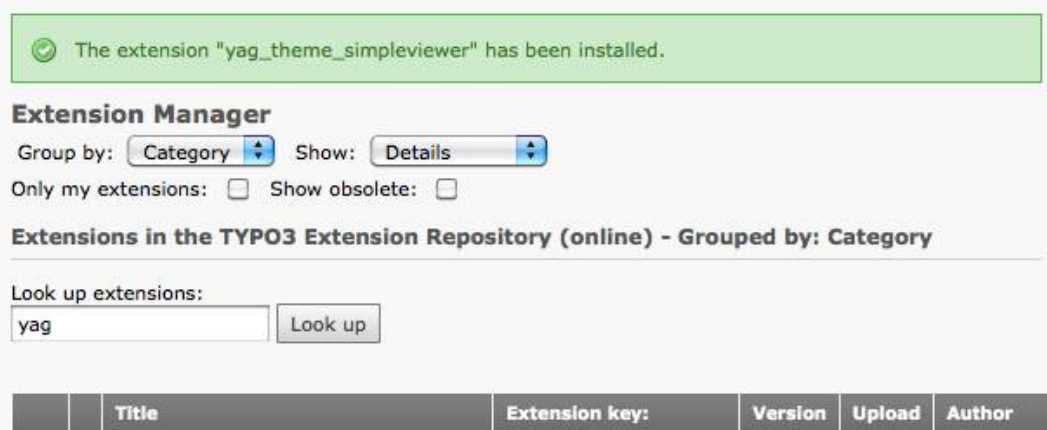 The extension "yag_theme_simpleviewer" has been installed.
Extension Manager
Group by: Category Show: Details
Only my extensions: Show obsolete:
Extensions in the TYPO3 Extension Repository (online) - Grouped by: Category
Look up extensions:
yag Look up
Title Extension key: Version Upload Author